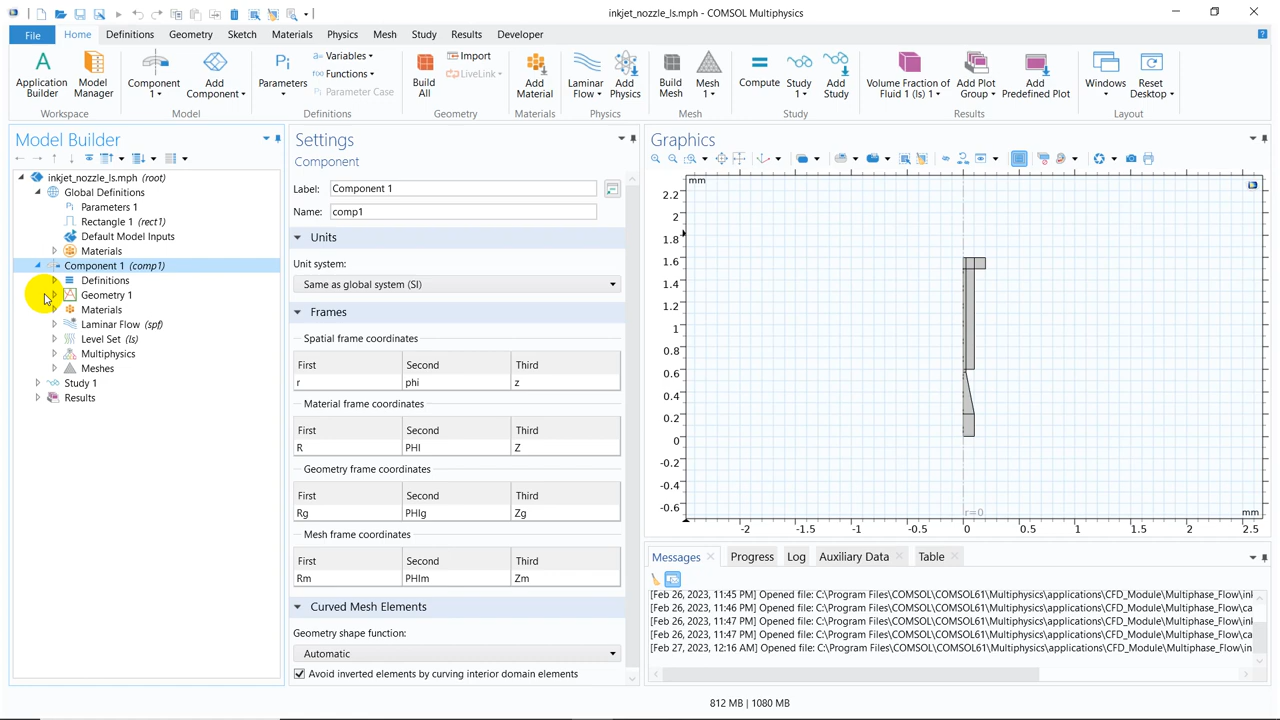 inkjet_nozzle_ls.mph - COMSOL Multiphysics
File Home Definitions Geometry Sketch Materials Physics Mesh Study Results Developer
Application Builder
Model Manager
Workspace
Component 1
Add Component
Model
Pi
Parameters
a= Variables
f(x) Functions
Pi Parameter Case
Definitions
Build All
Import
LiveLink
Geometry
Add Material
Materials
Laminar Flow
Add Physics
Physics
Build Mesh
Mesh 1
Mesh
Compute
Study 1
Add Study
Study
Volume Fraction of Fluid 1 (ls) 1
Add Plot Group
Add Predefined Plot
Results
Windows
Reset Desktop
Layout
Model Builder
inkjet_nozzle_ls.mph (root)
Global Definitions
Pi Parameters 1
Rectangle 1 (rect1)
Default Model Inputs
Materials
Component 1 (comp1)
Definitions
Geometry 1
Materials
Laminar Flow (spf)
Level Set (ls)
Multiphysics
Meshes
Study 1
Results
Settings
Component
Label: Component 1
Name: comp1
Units
Unit system:
Same as global system (SI)
Frames
Spatial frame coordinates
First Second Third
r phi z
Material frame coordinates
First Second Third
R PHI Z
Geometry frame coordinates
First Second Third
Rg PHIg Zg
Mesh frame coordinates
First Second Third
Rm PHIm Zm
Curved Mesh Elements
Geometry shape function:
Automatic
Avoid inverted elements by curving interior domain elements
Graphics
mm
2.2
2
1.8
1.6
1.4
1.2
1
0.8
0.6
0.4
0.2
0
-0.2
-0.4
-0.6
r=0
mm
-2 -1.5 -1 -0.5 0 0.5 1 1.5 2 2.5
Messages Progress Log Auxiliary Data Table
[Feb 26, 2023, 11:45 PM] Opened file: C:\Program Files\COMSOL\COMSOL61\Multiphysics\applications\CFD_Module\Multiphase_Flow\inl
[Feb 26, 2023, 11:46 PM] Opened file: C:\Program Files\COMSOL\COMSOL61\Multiphysics\applications\CFD_Module\Multiphase_Flow\ca
[Feb 26, 2023, 11:47 PM] Opened file: C:\Program Files\COMSOL\COMSOL61\Multiphysics\applications\CFD_Module\Multiphase_Flow\inl
[Feb 26, 2023, 11:47 PM] Opened file: C:\Program Files\COMSOL\COMSOL61\Multiphysics\applications\CFD_Module\Multiphase_Flow\ca
[Feb 27, 2023, 12:16 AM] Opened file: C:\Program Files\COMSOL\COMSOL61\Multiphysics\applications\CFD_Module\Multiphase_Flow\inl
812 MB | 1080 MB